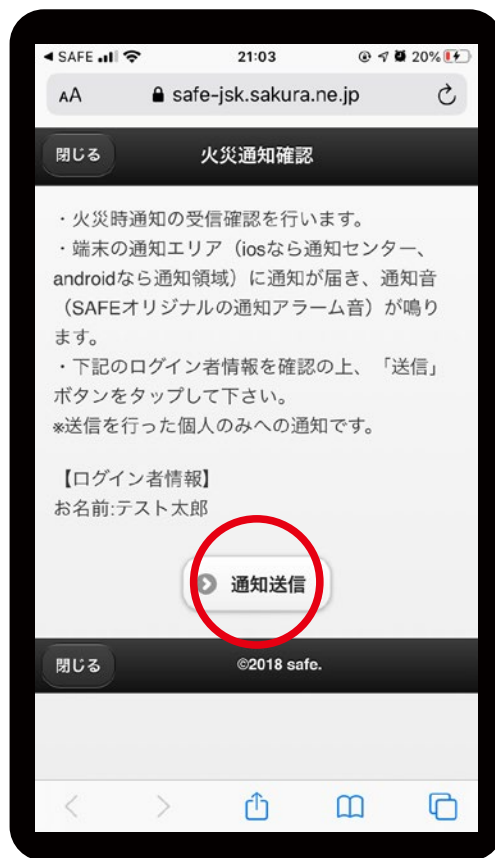 ◀ SAFE 21:03 20%
AA safe-jsk.sakura.ne.jp
閉じる 火災通知確認
・火災時通知の受信確認を行います。
・端末の通知エリア（iosなら通知センター、
androidなら通知領域）に通知が届き、通知音
（SAFEオリジナルの通知アラーム音）が鳴り
ます。
・下記のログイン者情報を確認の上、「送信」
ボタンをタップして下さい。
※送信を行った個人のみへの通知です。
【ログイン者情報】
お名前:テスト太郎
通知送信
閉じる ©2018 safe.